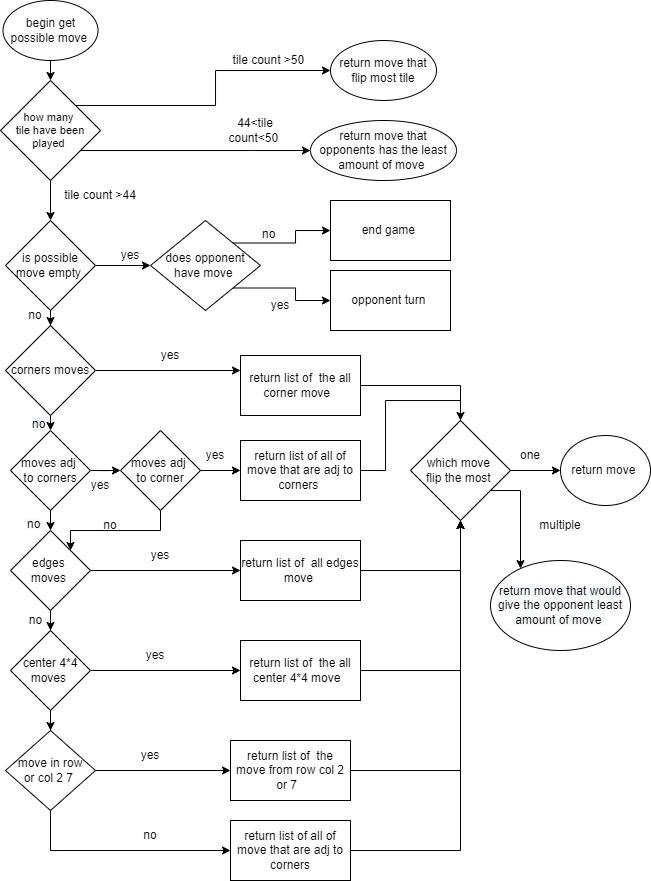 begin get
possible move
tile count >50
return move that
flip most tile
how many
tile have been
played
44<tile
count<50
return move that
opponents has the least
amount of move
tile count >44
is possible
move empty
yes
does opponent
have move
no
end game
yes
opponent turn
no
corners moves
yes
return list of  the all
corner move
no
moves adj
to corners
yes
moves adj
to corner
yes
return list of all of
move that are adj to
corners
which move
flip the most
one
return move
multiple
return move that would
give the opponent least
amount of move
no
no
edges
moves
yes
return list of  all edges
move
no
center 4*4
moves
yes
return list of  the all
center 4*4 move
move in row
or col 2 7
yes
return list of  the
move from row col 2
or 7
no
return list of all of
move that are adj to
corners